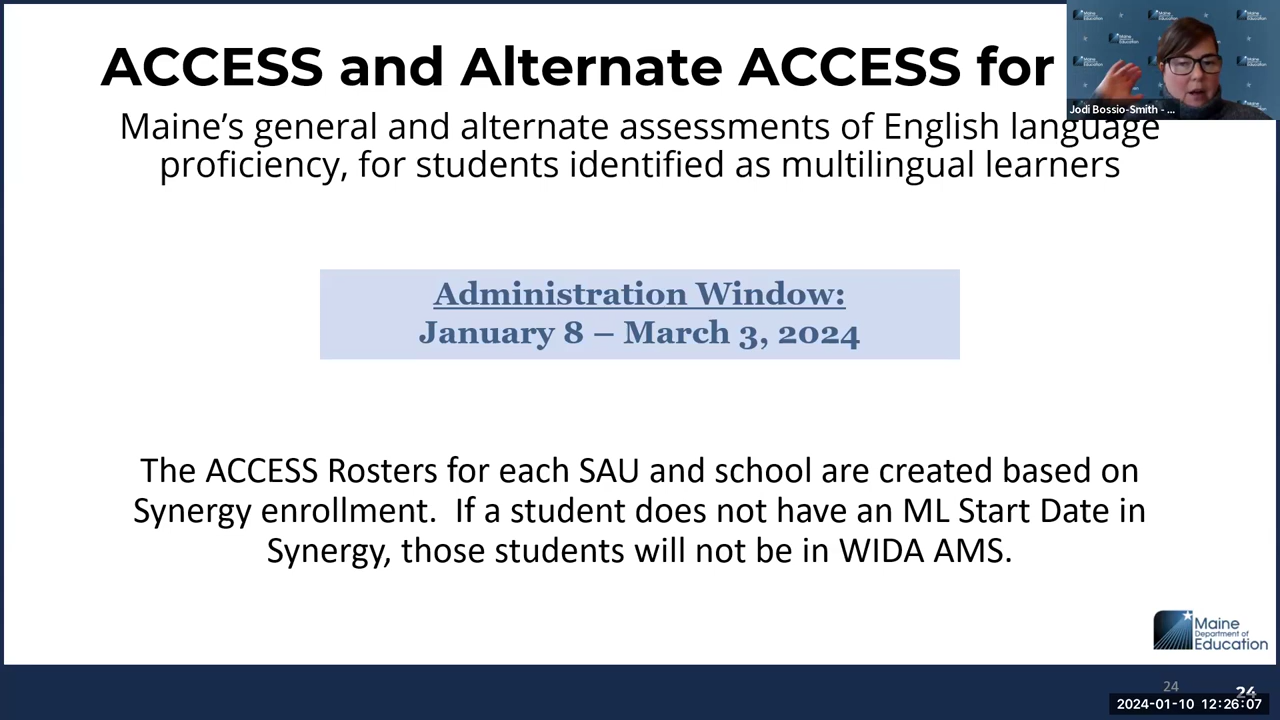 ACCESS and Alternate ACCESS for
Maine’s general and alternate assessments of English language
proficiency, for students identified as multilingual learners
Administration Window:
January 8 – March 3, 2024
The ACCESS Rosters for each SAU and school are created based on
Synergy enrollment.  If a student does not have an ML Start Date in
Synergy, those students will not be in WIDA AMS.
Jodi Bossio-Smith - ...
Maine
Department of
Education
24
24
2024-01-10 12:26:07